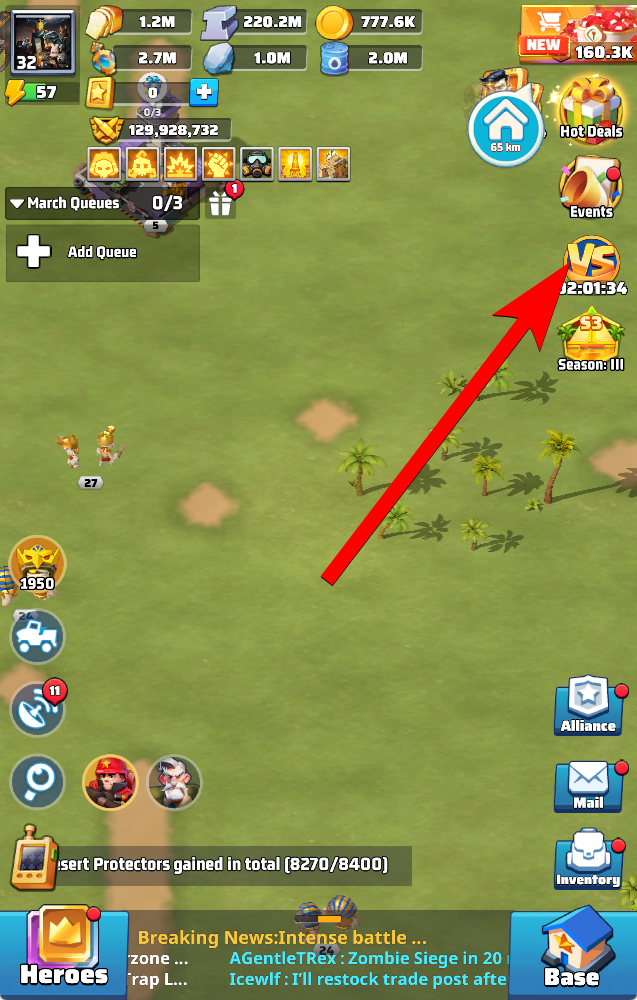 32
1.2M
220.2M
777.6K
NEW
160.3K
2.7M
1.0M
2.0M
57
0
0/3
129,928,732
65 km
Hot Deals
March Queues 0/3
1
5
Events
Add Queue
VS
02:01:34
S3
Season: III
27
1950
24
11
Alliance
Mail
esert Protectors gained in total (8270/8400)
Inventory
24
Breaking News:Intense battle ...
rzone ... AGentleTRex : Zombie Siege in 20
Trap L... Icewlf : I'll restock trade post afte
Heroes
Base